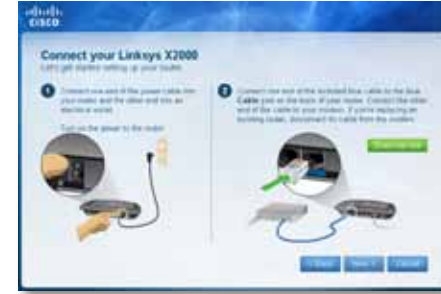 CISCO
Connect your Linksys X2000
Let's get started setting up your router.
1
Connect one end of the power cable into
your router and the other end into an
electrical outlet.
Turn on the power to the router.
2
Connect one end of the included blue cable to the blue
Cable port on the back of your router. Connect the other
end of the cable to your modem. If you're replacing an
existing router, disconnect its cable from the modem.
Back
Next
Cancel